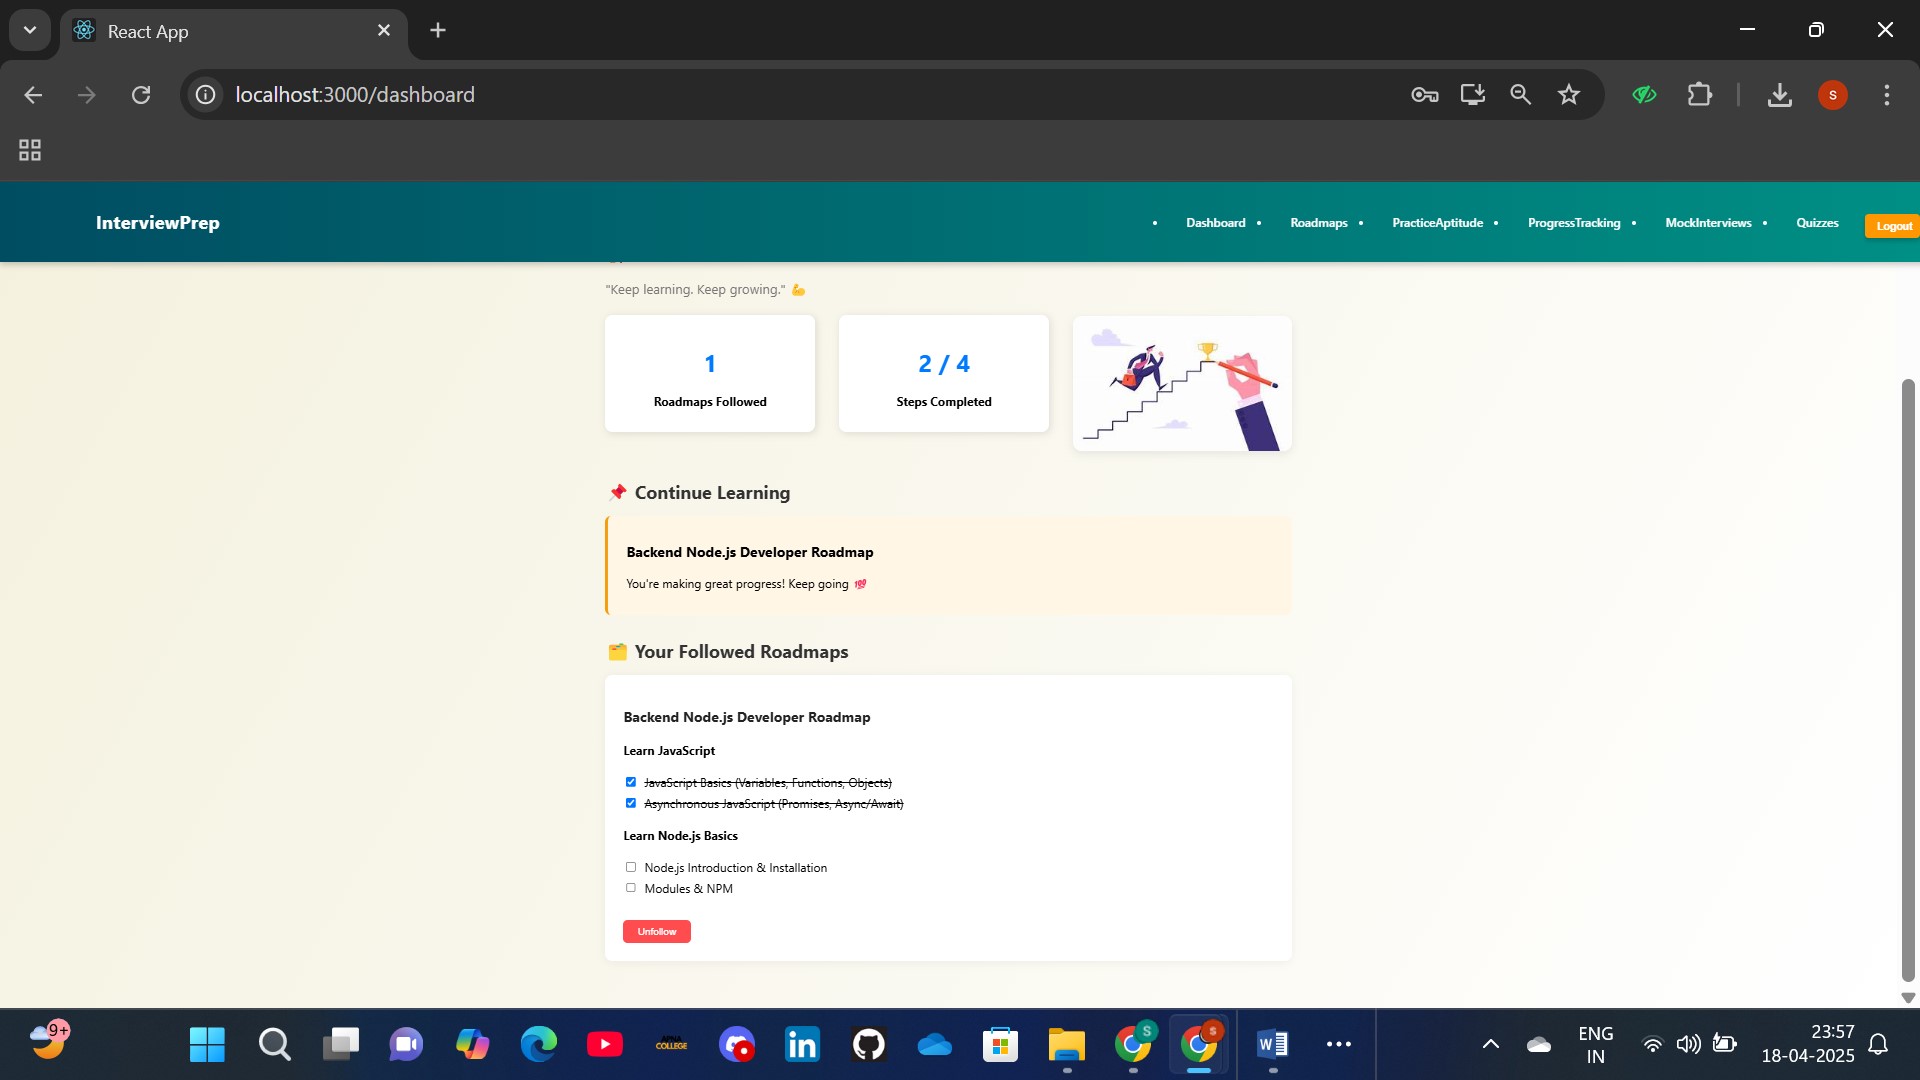 React App
localhost:3000/dashboard
S
InterviewPrep
• Dashboard • Roadmaps • PracticeAptitude • ProgressTracking • MockInterviews • Quizzes Logout
"Keep learning. Keep growing." 💪
1
Roadmaps Followed
2 / 4
Steps Completed
📌 Continue Learning
Backend Node.js Developer Roadmap
You're making great progress! Keep going 💯
🗂️ Your Followed Roadmaps
Backend Node.js Developer Roadmap
Learn JavaScript
JavaScript Basics (Variables, Functions, Objects)
Asynchronous JavaScript (Promises, Async/Await)
Learn Node.js Basics
Node.js Introduction & Installation
Modules & NPM
Unfollow
9+
APNA
COLLEGE
in
S
S
W
ENG
IN
23:57
18-04-2025